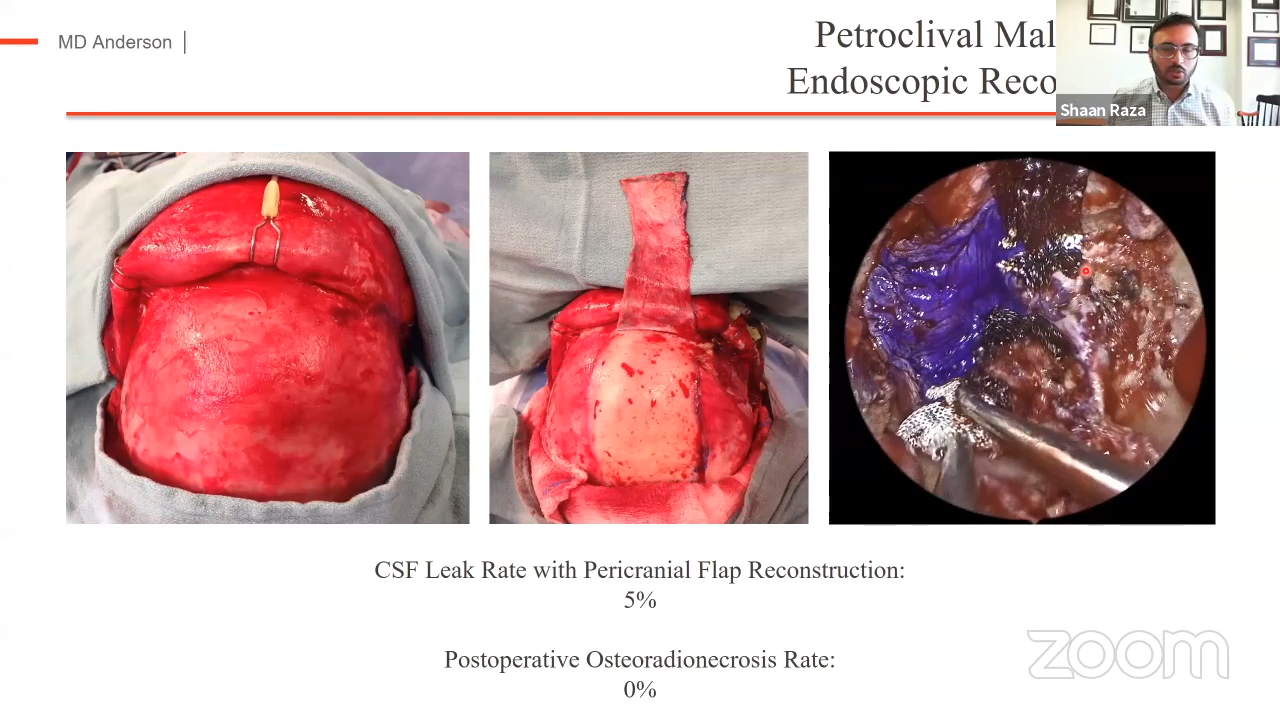 MD Anderson
Petroclival Mal
Endoscopic Reco
Shaan Raza
CSF Leak Rate with Pericranial Flap Reconstruction:
5%
Postoperative Osteoradionecrosis Rate:
0%
zoom